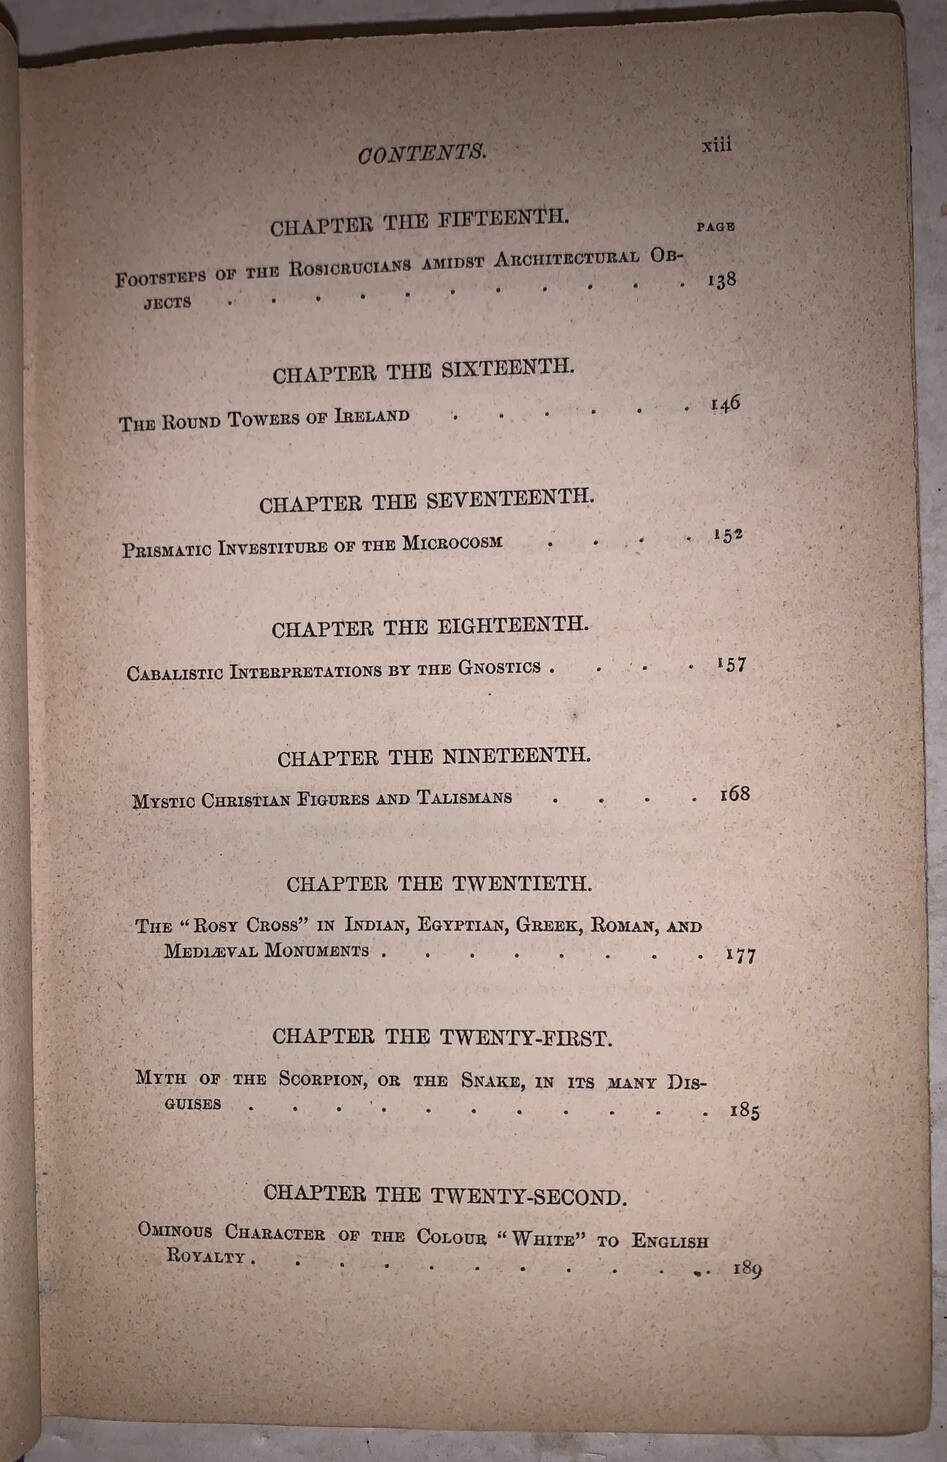 CONTENTS. xiii
CHAPTER THE FIFTEENTH.
PAGE
Footsteps of the Rosicrucians amidst Architectural Ob-
jects . . . . . . . . . . . 138
CHAPTER THE SIXTEENTH.
The Round Towers of Ireland . . . . . . 146
CHAPTER THE SEVENTEENTH.
Prismatic Investiture of the Microcosm . . . . 152
CHAPTER THE EIGHTEENTH.
Cabalistic Interpretations by the Gnostics . . . . 157
CHAPTER THE NINETEENTH.
Mystic Christian Figures and Talismans . . . . 168
CHAPTER THE TWENTIETH.
The "Rosy Cross" in Indian, Egyptian, Greek, Roman, and
Mediæval Monuments . . . . . . . . 177
CHAPTER THE TWENTY-FIRST.
Myth of the Scorpion, or the Snake, in its many Dis-
guises . . . . . . . . . . . 185
CHAPTER THE TWENTY-SECOND.
Ominous Character of the Colour "White" to English
Royalty . . . . . . . . . . . 189